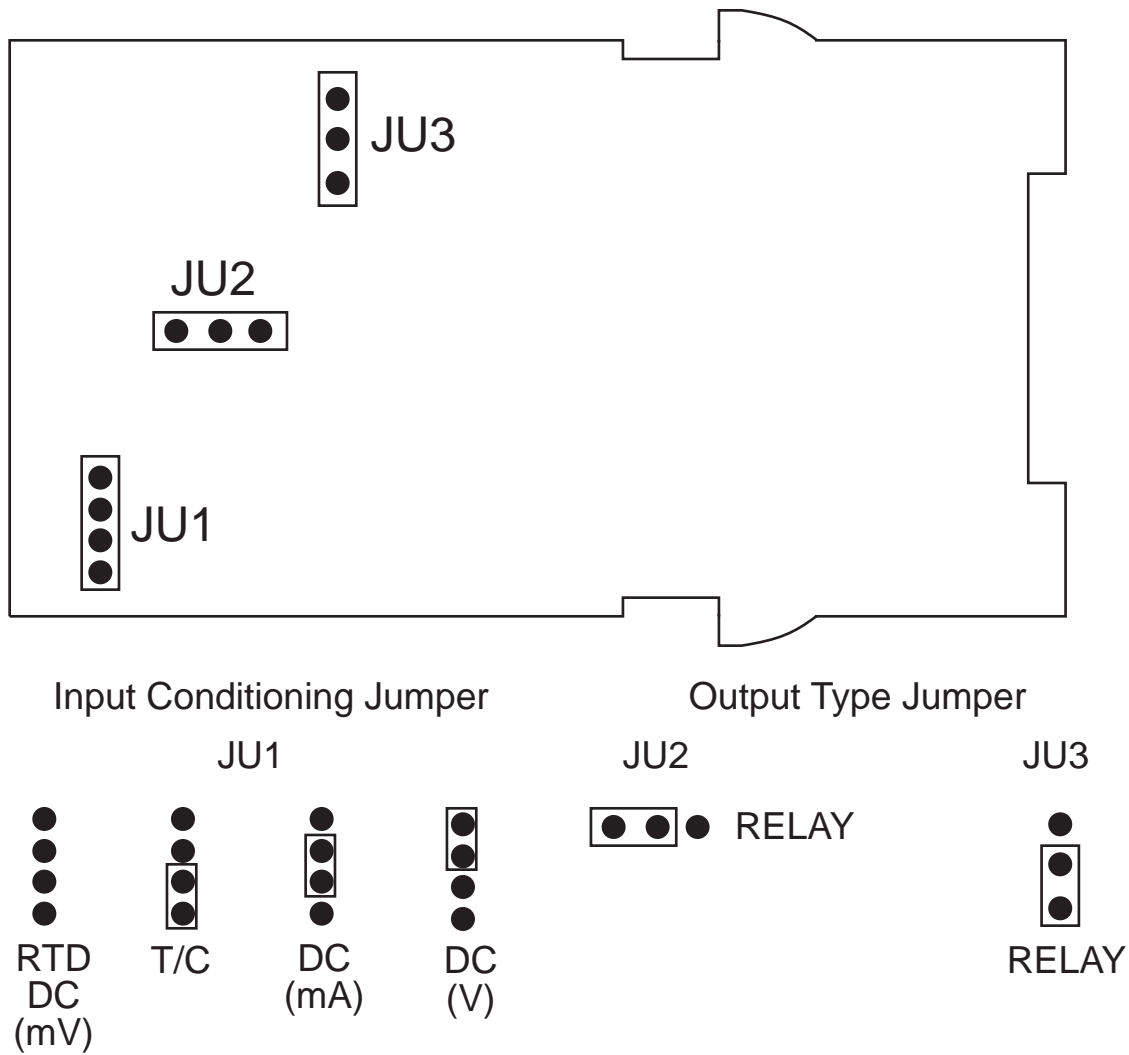 JU3
JU2
JU1
Input Conditioning Jumper
Output Type Jumper
JU1
JU2
JU3
RELAY
RTD
DC
(mV)
T/C
DC
(mA)
DC
(V)
RELAY